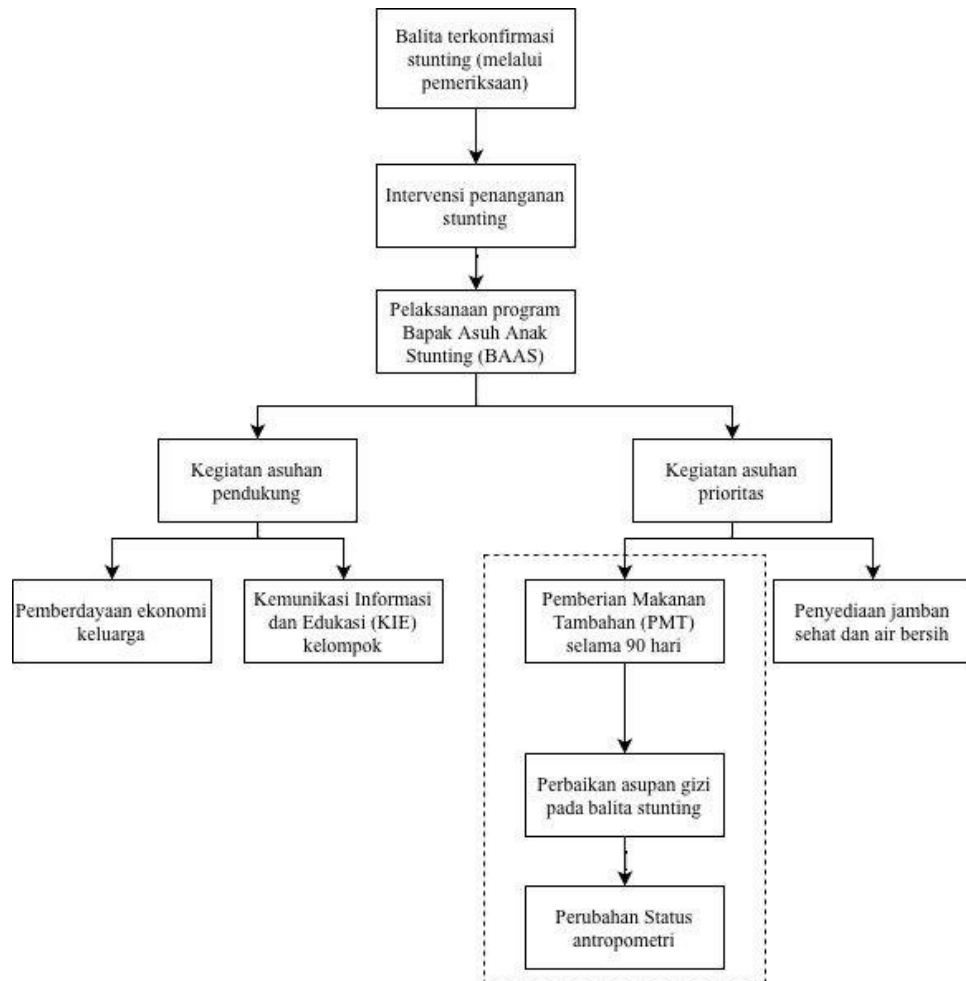 Balita terkonfirmasi
stunting (melalui
pemeriksaan)
Intervensi penanganan
stunting
Pelaksanaan program
Bapak Asuh Anak
Stunting (BAAS)
Kegiatan asuhan
pendukung
Kegiatan asuhan
prioritas
Pemberdayaan ekonomi
keluarga
Kemunikasi Informasi
dan Edukasi (KIE)
kelompok
Pemberian Makanan
Tambahan (PMT)
selama 90 hari
Penyediaan jamban
sehat dan air bersih
Perbaikan asupan gizi
pada balita stunting
Perubahan Status
antropometri